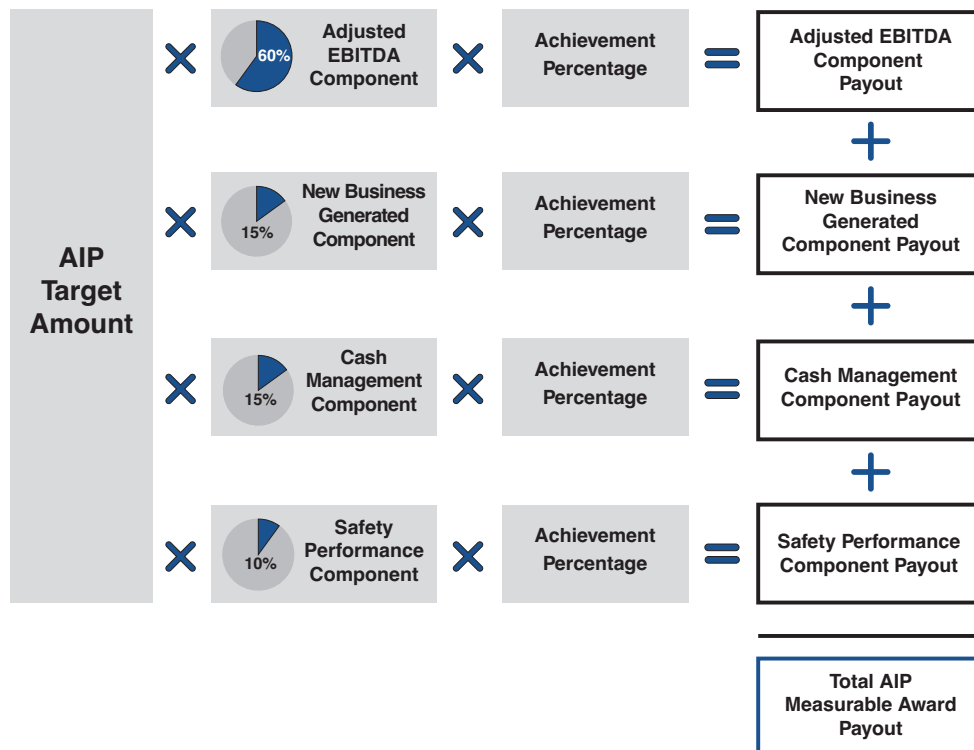 AIP
Target
Amount
60%
Adjusted
EBITDA
Component
Achievement
Percentage
Adjusted EBITDA
Component
Payout
15%
New Business
Generated
Component
Achievement
Percentage
New Business
Generated
Component Payout
15%
Cash
Management
Component
Achievement
Percentage
Cash Management
Component Payout
10%
Safety
Performance
Component
Achievement
Percentage
Safety Performance
Component Payout
Total AIP
Measurable Award
Payout